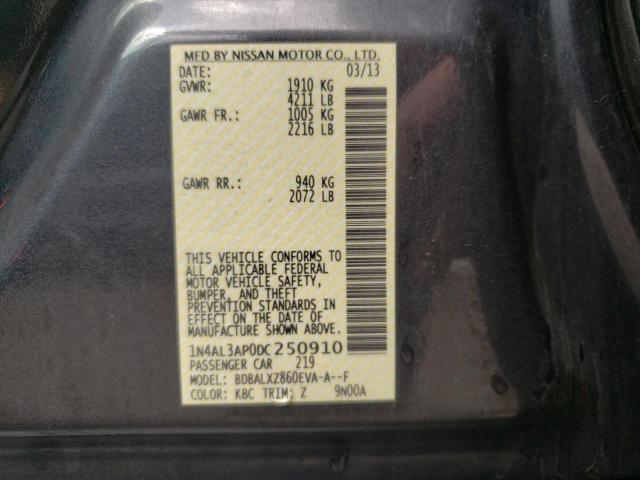 MFD BY NISSAN MOTOR CO., LTD.
DATE: 03/13
GVWR: 1910 KG
4211 LB
GAWR FR.: 1005 KG
2216 LB
GAWR RR.: 940 KG
2072 LB
THIS VEHICLE CONFORMS TO
ALL APPLICABLE FEDERAL
MOTOR VEHICLE SAFETY,
BUMPER, AND THEFT
PREVENTION STANDARDS IN
EFFECT ON THE DATE OF
MANUFACTURE SHOWN ABOVE.
1N4AL3AP0DC250910
PASSENGER CAR 219
MODEL: BDBALXZ860EVA-A--F
COLOR: KBC TRIM: Z 9N00A